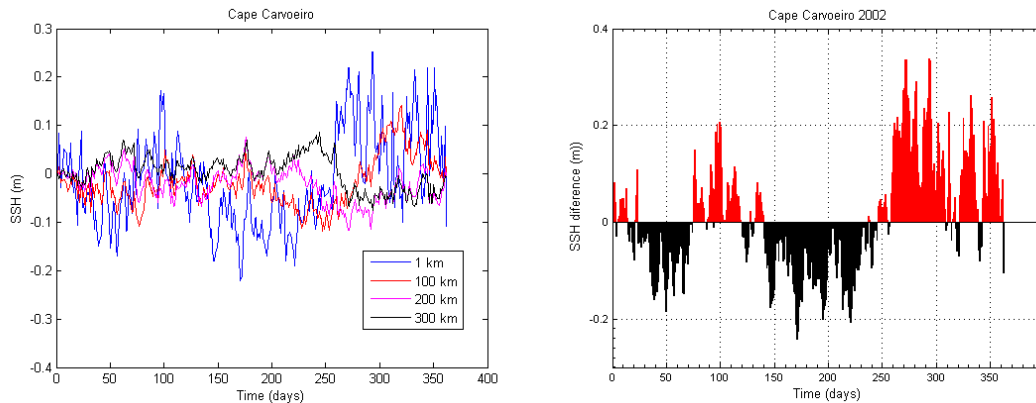 Cape Carvoeiro
0.3
0.2
0.1
0
-0.1
-0.2
-0.3
-0.4
SSH (m)
0 50 100 150 200 250 300 350 400
Time (days)
1 km
100 km
200 km
300 km
Cape Carvoeiro 2002
0.4
0.2
0
-0.2
SSH diference (m))
0 50 100 150 200 250 300 350
Time (days)